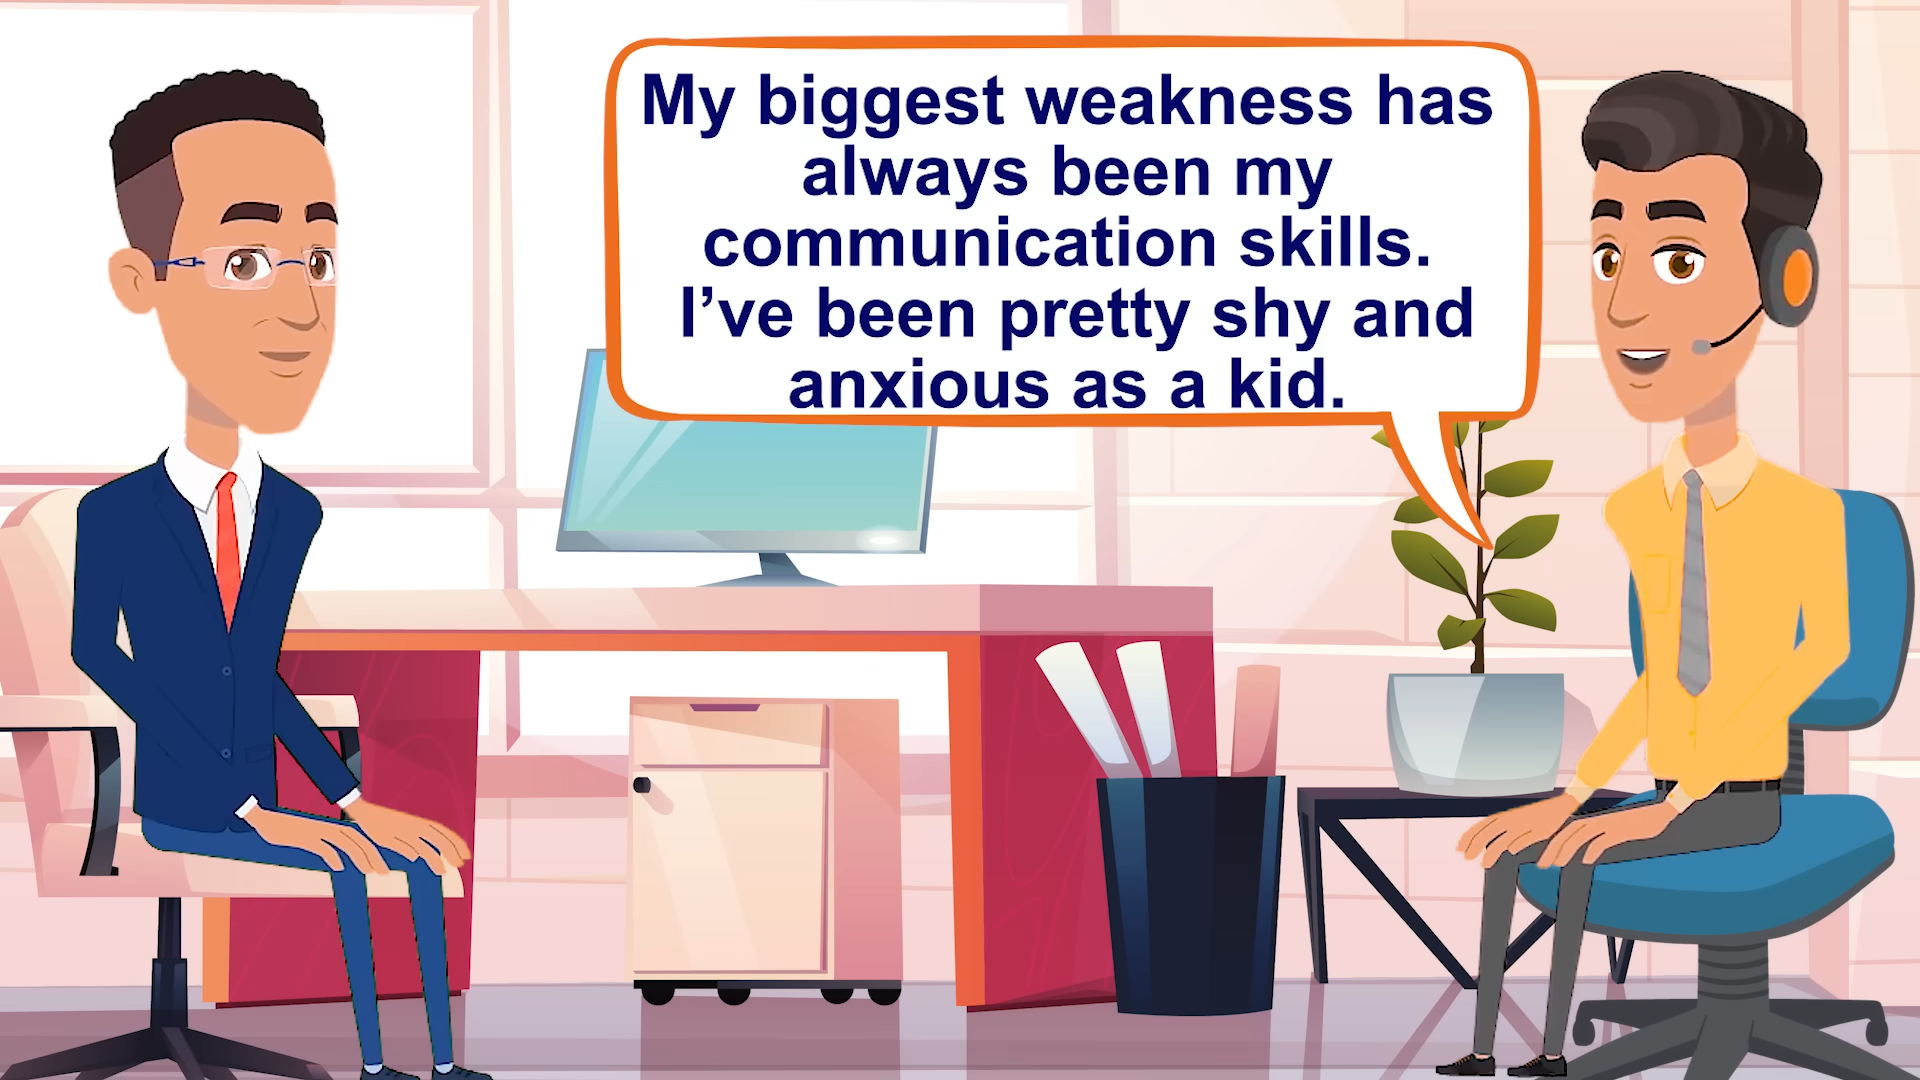 My biggest weakness has
always been my
communication skills.
I’ve been pretty shy and
anxious as a kid.